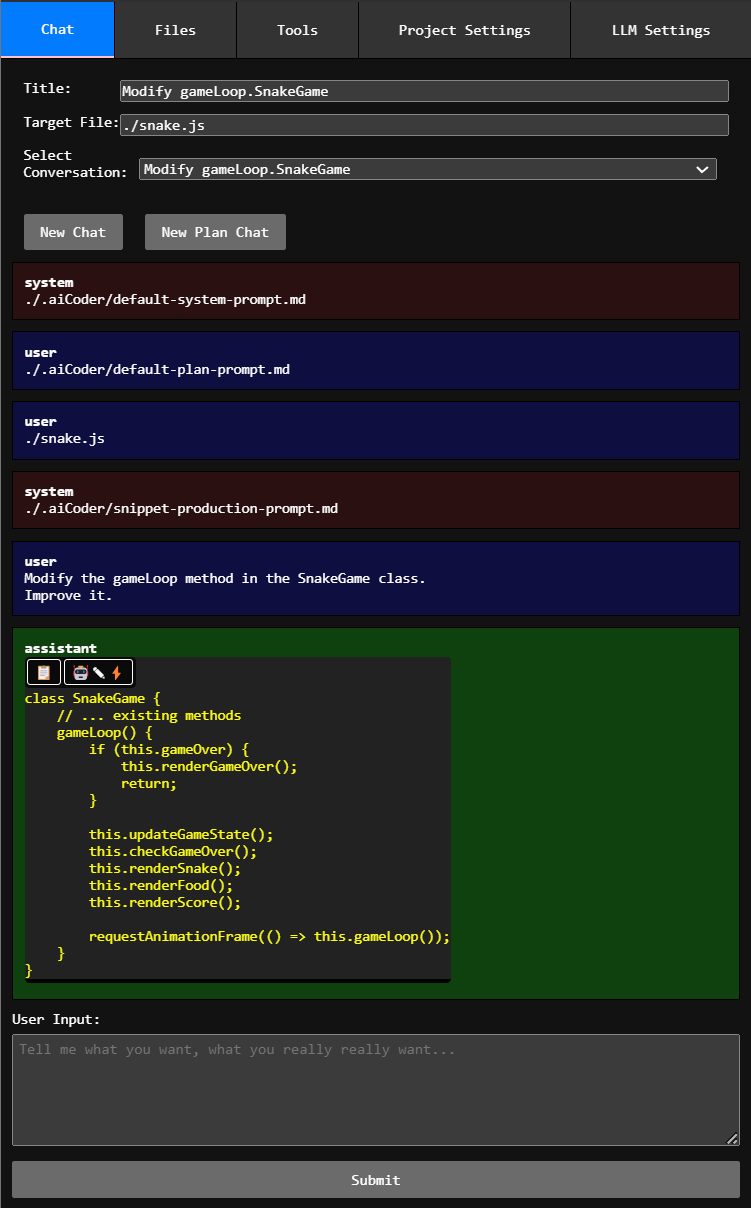 Chat Files Tools Project Settings LLM Settings
Title: Modify gameLoop.SnakeGame
Target File: ./snake.js
Select
Conversation: Modify gameLoop.SnakeGame
New Chat New Plan Chat
system
./.aiCoder/default-system-prompt.md
user
./.aiCoder/default-plan-prompt.md
user
./snake.js
system
./.aiCoder/snippet-production-prompt.md
user
Modify the gameLoop method in the SnakeGame class.
Improve it.
assistant
class SnakeGame {
    // ... existing methods
    gameLoop() {
        if (this.gameOver) {
            this.renderGameOver();
            return;
        }

        this.updateGameState();
        this.checkGameOver();
        this.renderSnake();
        this.renderFood();
        this.renderScore();

        requestAnimationFrame(() => this.gameLoop());
    }
}
User Input:
Tell me what you want, what you really really want...
Submit